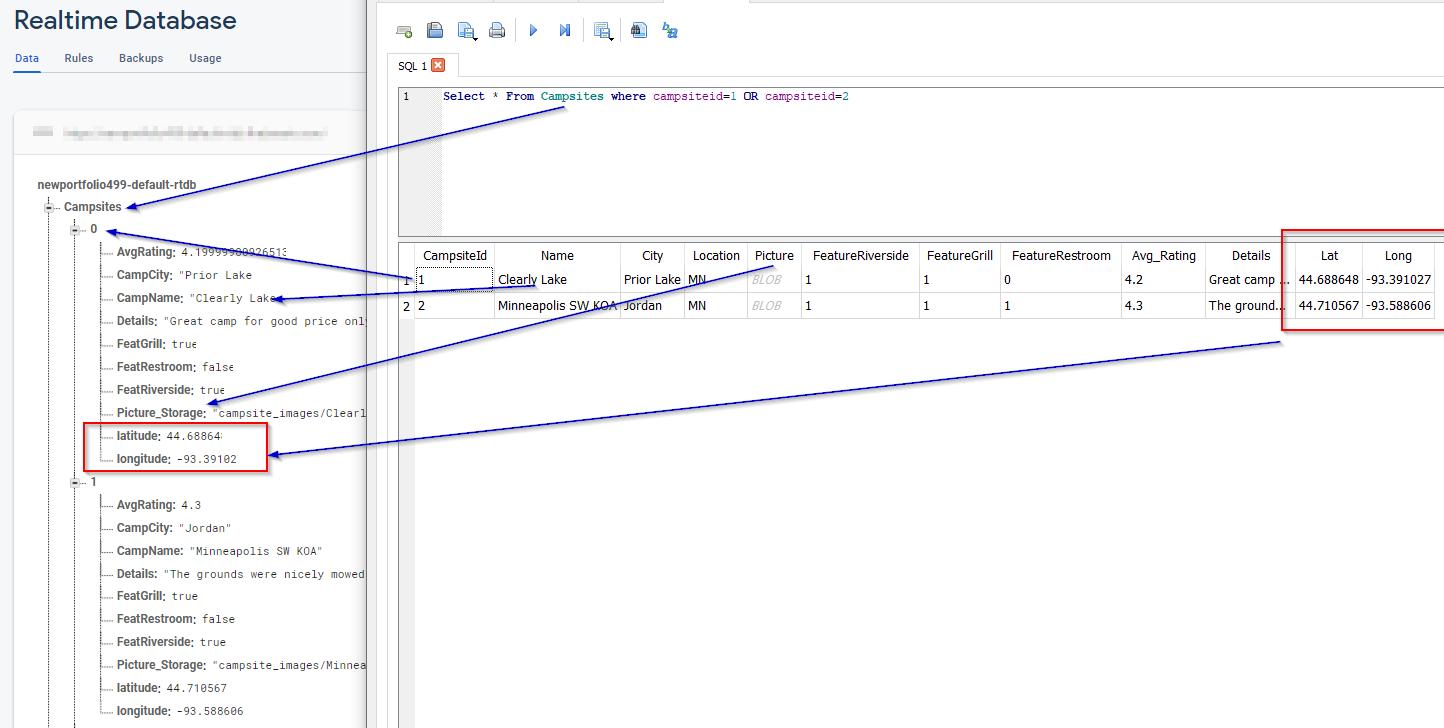 Realtime Database
Data Rules Backups Usage
newportfolio499-default-rtdb
Campsites
0
AvgRating: 4.19999980926513
CampCity: "Prior Lake
CampName: "Clearly Lake
Details: "Great camp for good price only
FeatGrill: true
FeatRestroom: false
FeatRiverside: true
Picture_Storage: "campsite_images/Clearl
latitude: 44.688648
longitude: -93.39102
1
AvgRating: 4.3
CampCity: "Jordan"
CampName: "Minneapolis SW KOA"
Details: "The grounds were nicely mowed
FeatGrill: true
FeatRestroom: false
FeatRiverside: true
Picture_Storage: "campsite_images/Minnea
latitude: 44.710567
longitude: -93.588606
SQL 1
1 Select * From Campsites where campsiteid=1 OR campsiteid=2
CampsiteId Name City Location Picture FeatureRiverside FeatureGrill FeatureRestroom Avg_Rating Details Lat Long
1 1 Clearly Lake Prior Lake MN BLOB 1 1 0 4.2 Great camp ... 44.688648 -93.391027
2 2 Minneapolis SW KOA Jordan MN BLOB 1 1 1 4.3 The ground... 44.710567 -93.588606